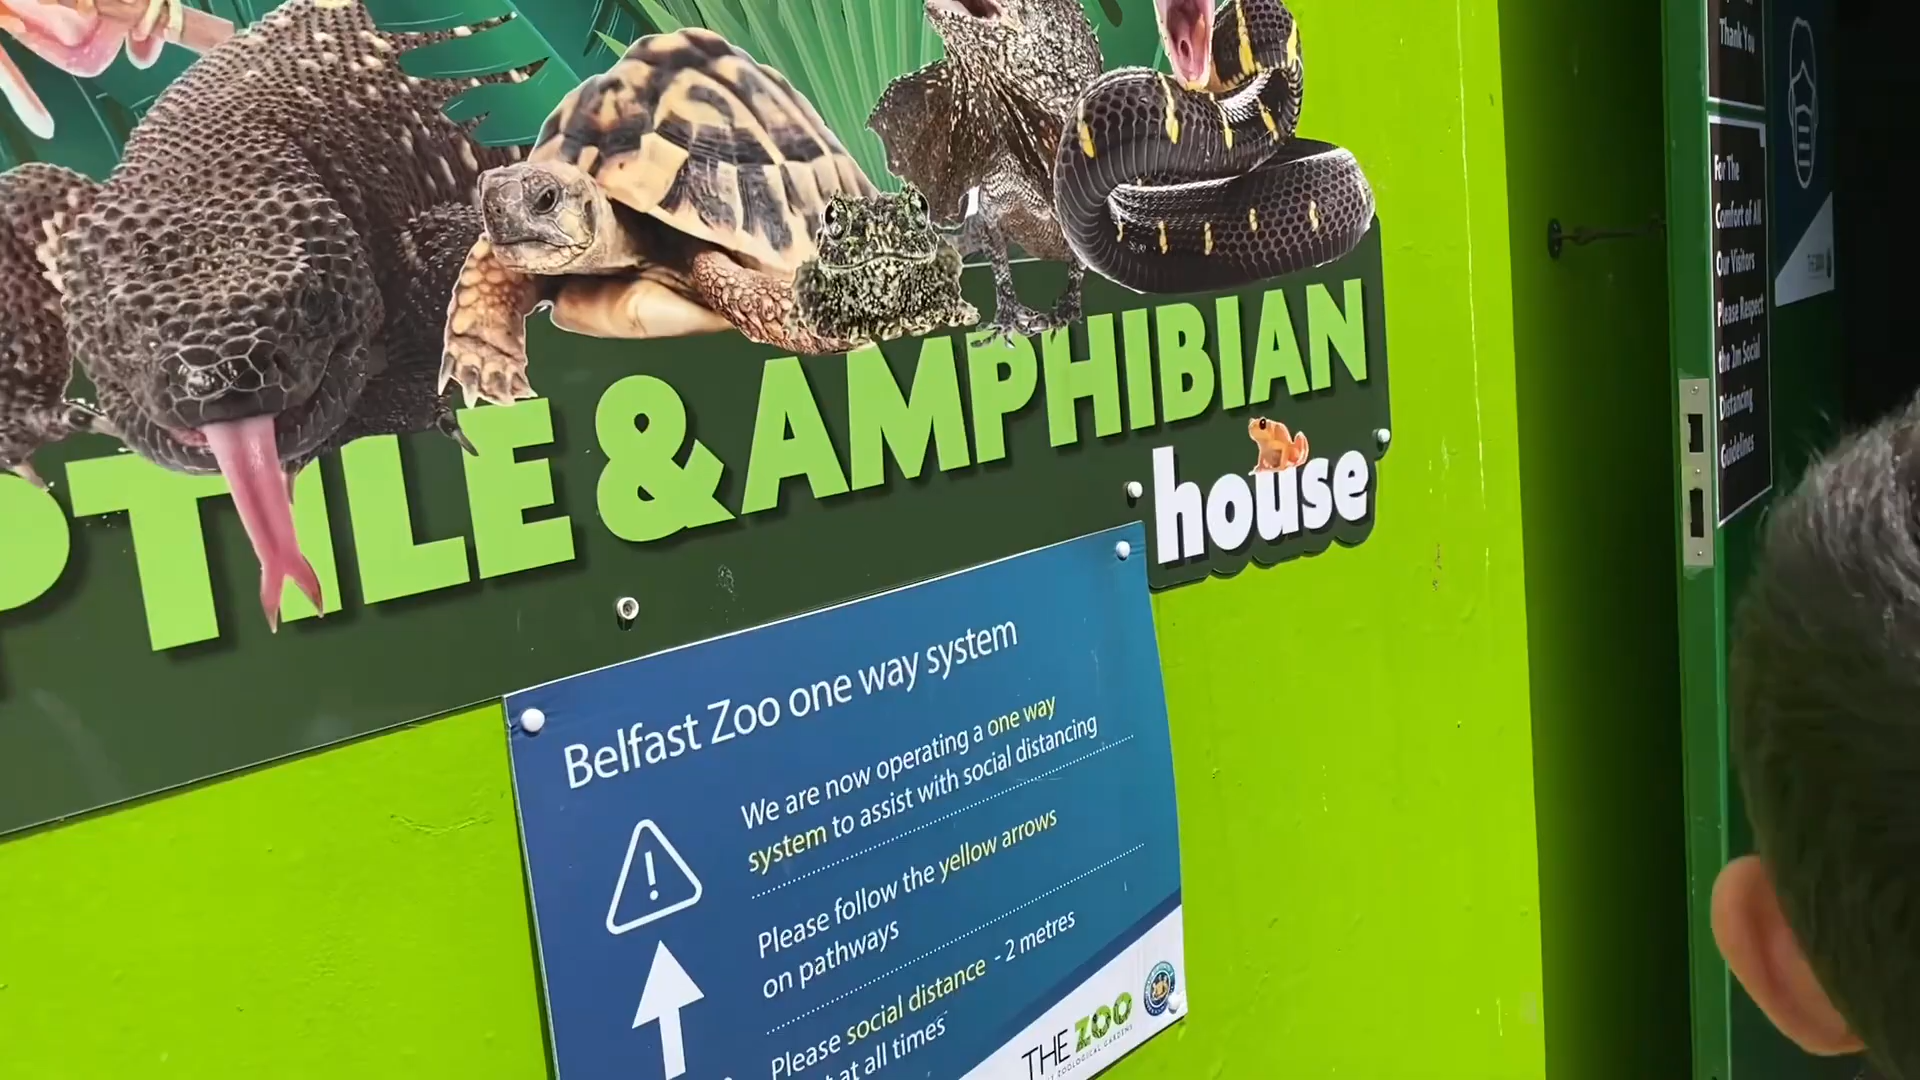 PTILE & AMPHIBIAN
house
Belfast Zoo one way system
We are now operating a one way
system to assist with social distancing
Please follow the yellow arrows
on pathways
Please social distance - 2 metres
at all times
THE ZOO
ZOOLOGICAL GARDENS
Thank You
For The
Comfort of All
Our Visitors
Please Respect
the 2m Social
Distancing
Guidelines